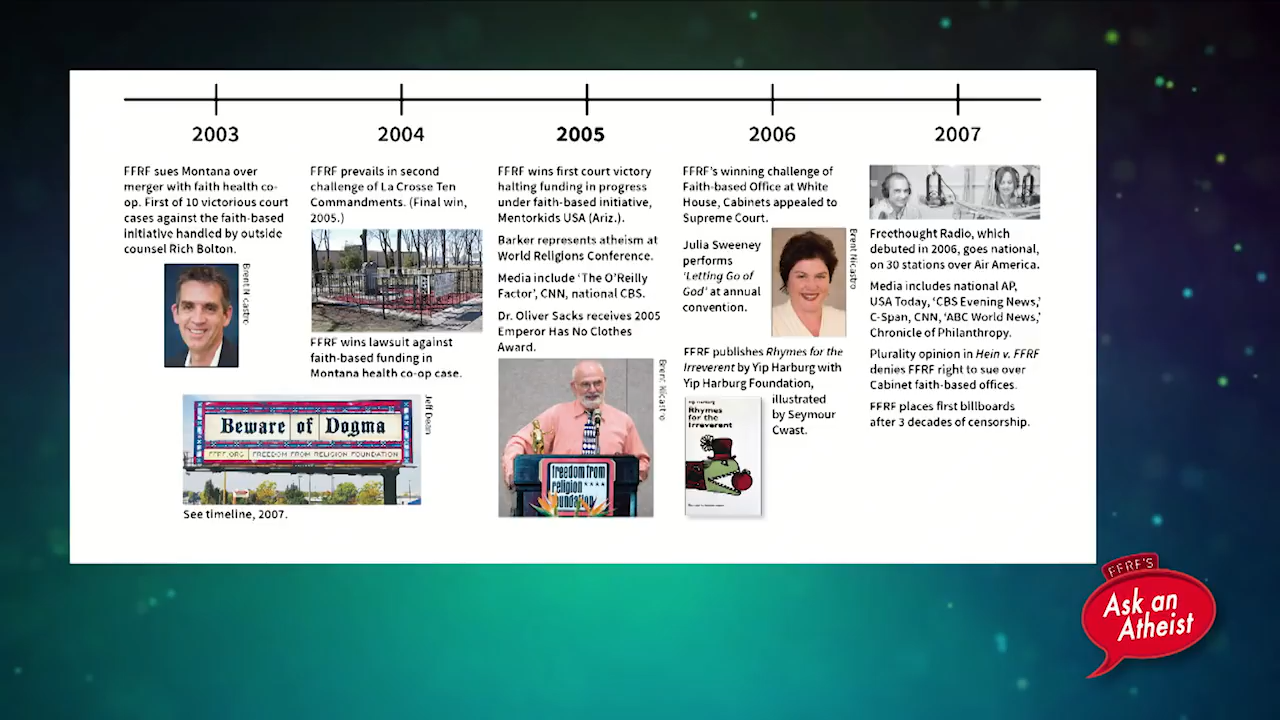 2003
2004
2005
2006
2007
FFRF sues Montana over
merger with faith health co-
op. First of 10 victorious court
cases against the faith-based
initiative handled by outside
counsel Rich Bolton.
Brent Nicastro
FFRF prevails in second
challenge of La Crosse Ten
Commandments. (Final win,
2005.)
FFRF wins lawsuit against
faith-based funding in
Montana health co-op case.
Jeff Dean
Beware of Dogma
FFRF.ORG FREEDOM FROM RELIGION FOUNDATION
See timeline, 2007.
FFRF wins first court victory
halting funding in progress
under faith-based initiative,
Mentorkids USA (Ariz.).
Barker represents atheism at
World Religions Conference.
Media include 'The O'Reilly
Factor', CNN, national CBS.
Dr. Oliver Sacks receives 2005
Emperor Has No Clothes
Award.
Brent Nicastro
freedom from
religion
foundation
FFRF's winning challenge of
Faith-based Office at White
House, Cabinets appealed to
Supreme Court.
Julia Sweeney
performs
'Letting Go of
God' at annual
convention.
Brent Nicastro
FFRF publishes Rhymes for the
Irreverent by Yip Harburg with
Yip Harburg Foundation,
illustrated
by Seymour
Cwast.
Yip Harburg
Rhymes
for the
Irreverent
Freethought Radio, which
debuted in 2006, goes national,
on 30 stations over Air America.
Media includes national AP,
USA Today, 'CBS Evening News,'
C-Span, CNN, 'ABC World News,'
Chronicle of Philanthropy.
Plurality opinion in Hein v. FFRF
denies FFRF right to sue over
Cabinet faith-based offices.
FFRF places first billboards
after 3 decades of censorship.
FFRF'S
Ask an
Atheist